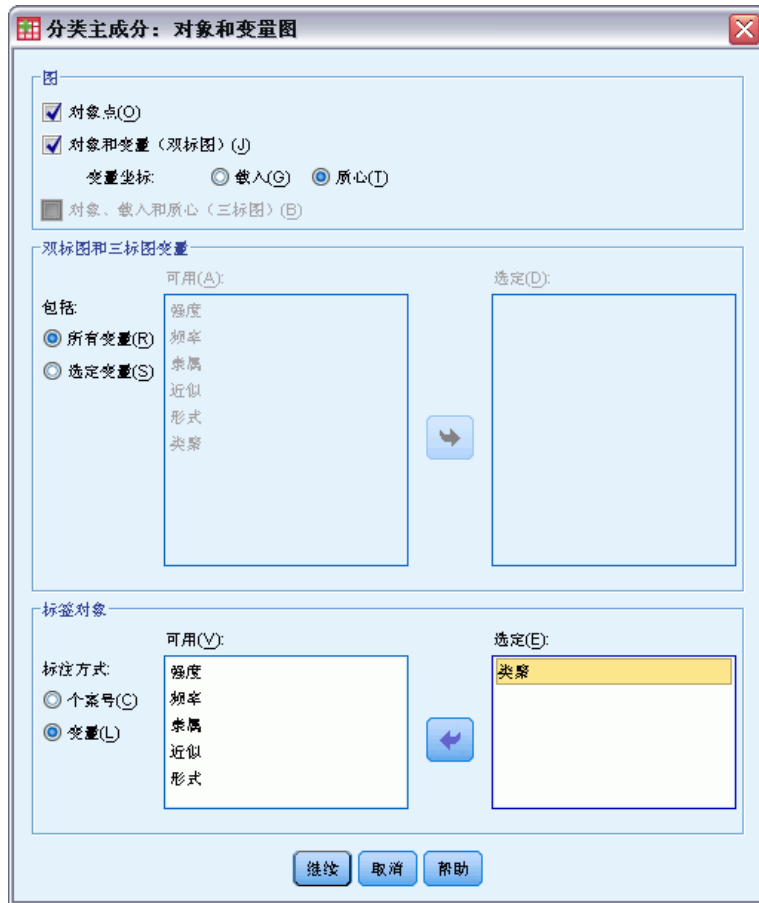 分类主成分：对象和变量图
图
对象点(O)
对象和变量（双标图）(J)
变量坐标: 载入(G) 质心(T)
对象、载入和质心（三标图）(B)
双标图和三标图变量
可用(A): 选定(D):
包括:
所有变量(R)
选定变量(S)
强度
频率
隶属
近似
形式
类聚
标签对象
可用(V): 选定(E):
标注方式:
个案号(C)
变量(L)
强度
频率
隶属
近似
形式
类聚
继续 取消 帮助